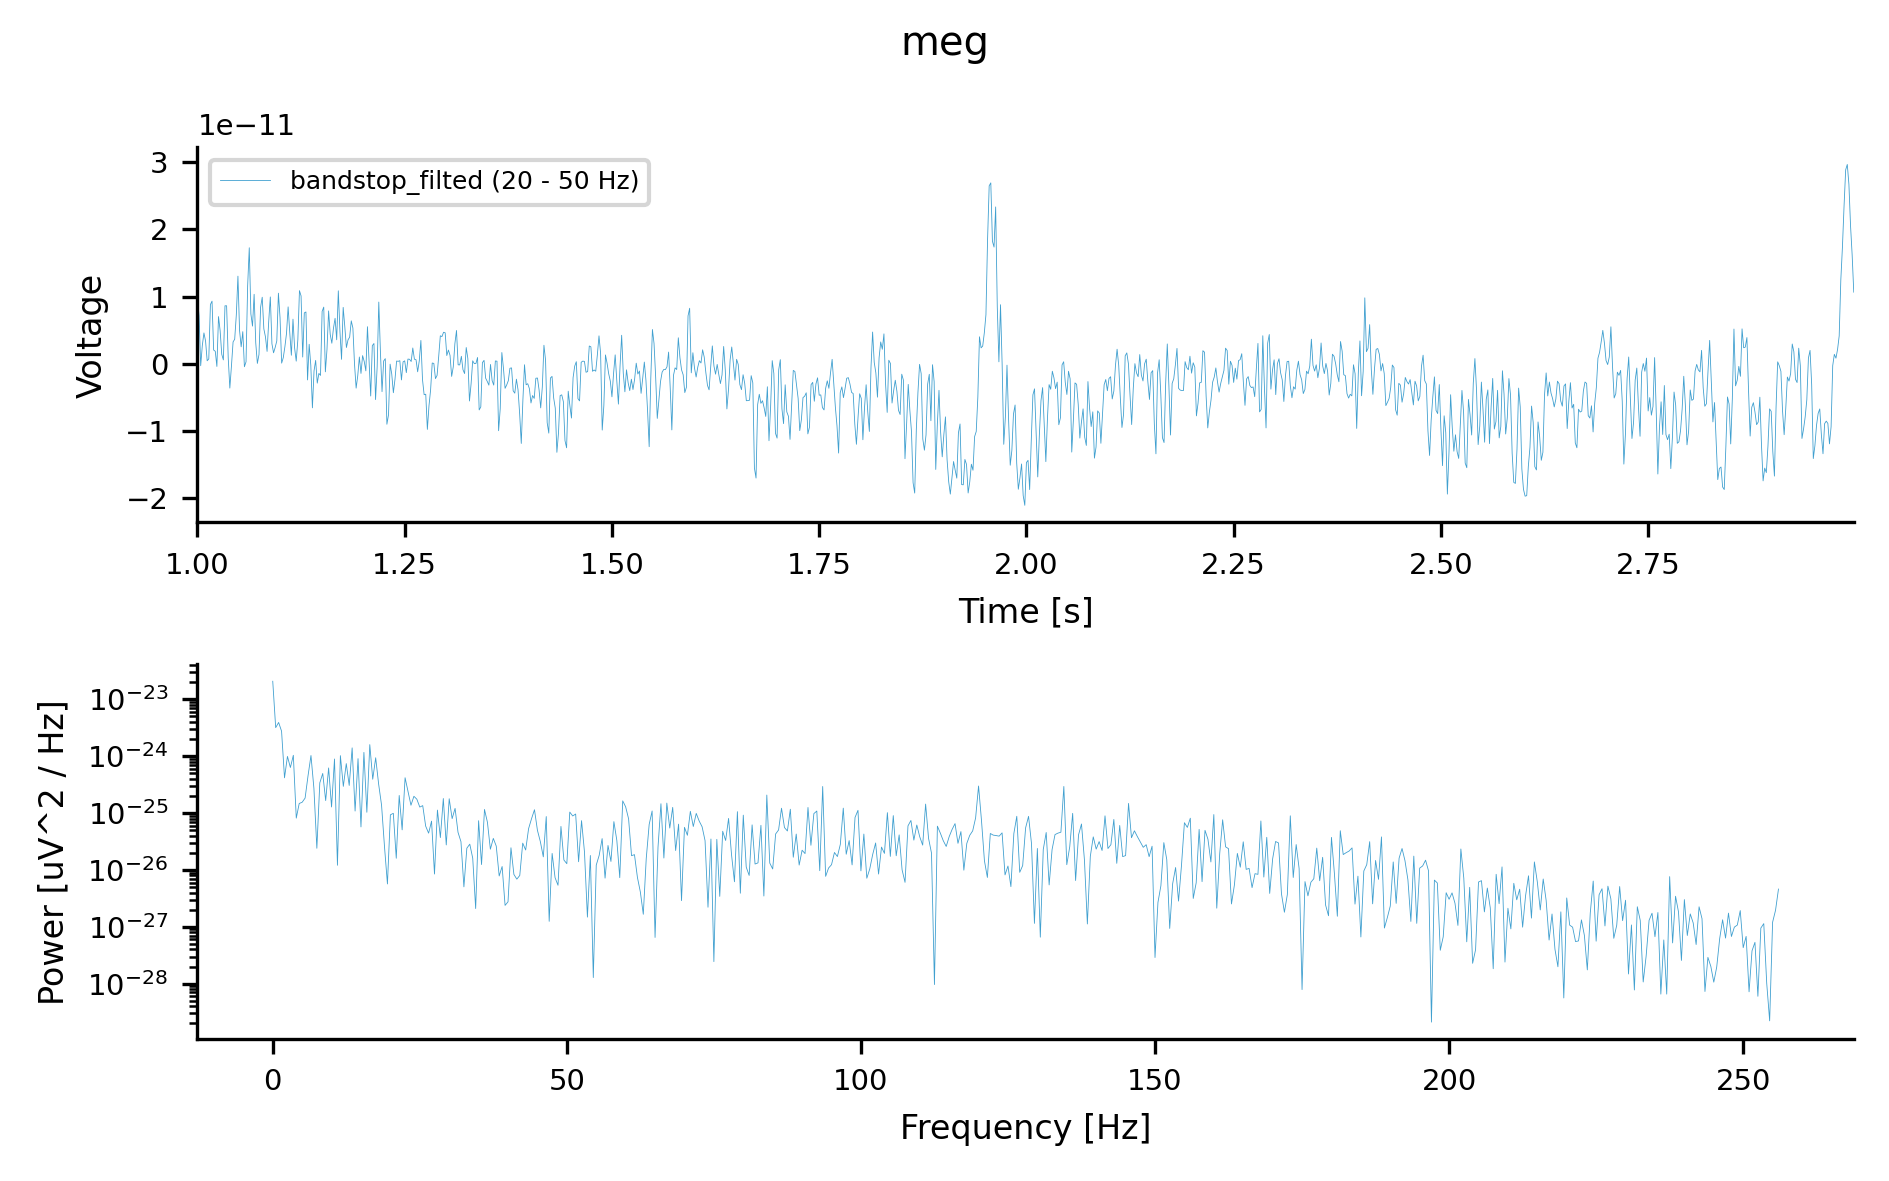 meg
1e−11
bandstop_filted (20 - 50 Hz)
3
2
1
0
−1
−2
Voltage
1.00 1.25 1.50 1.75 2.00 2.25 2.50 2.75
Time [s]
10⁻²³
10⁻²⁴
10⁻²⁵
10⁻²⁶
10⁻²⁷
10⁻²⁸
Power [uV^2 / Hz]
0 50 100 150 200 250
Frequency [Hz]